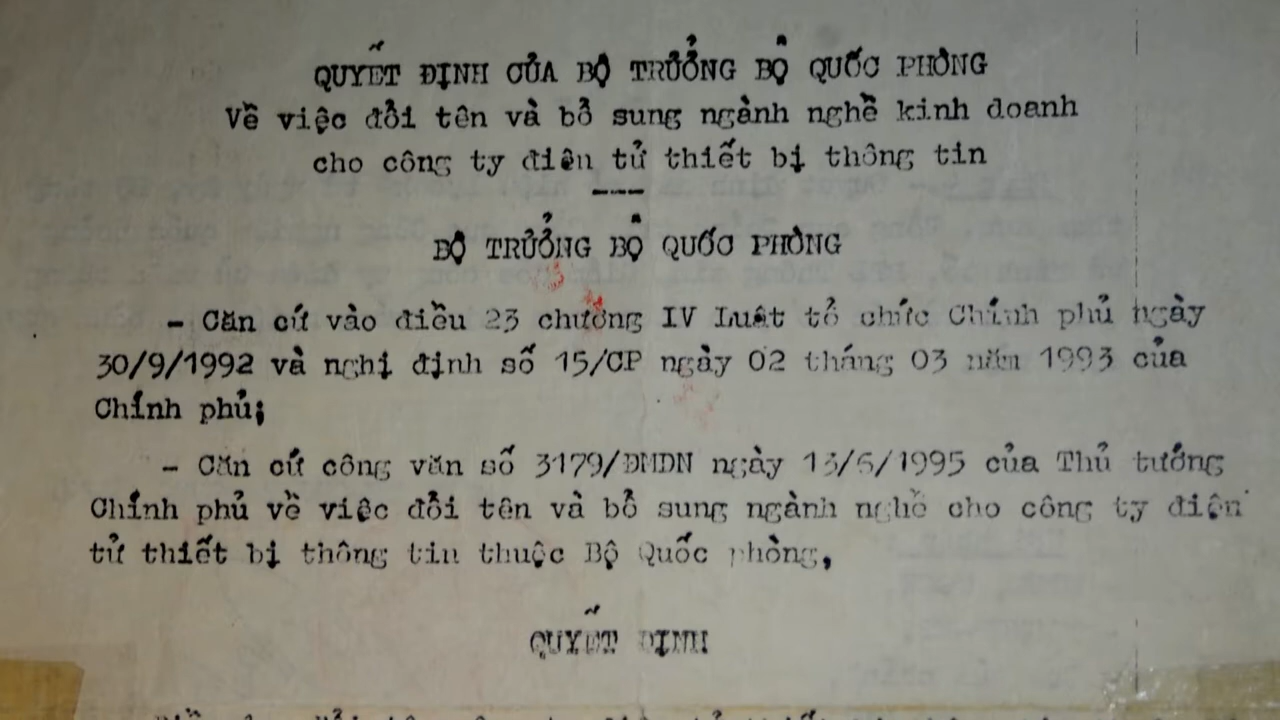 QUYẾT ĐỊNH CỦA BỘ TRƯỞNG BỘ QUỐC PHÒNG
Về việc đổi tên và bổ sung ngành nghề kinh doanh
cho công ty điện tử thiết bị thông tin
BỘ TRƯỞNG BỘ QUỐC PHÒNG
- Căn cứ vào điều 23 chương IV Luật tổ chức Chính phủ ngày
30/9/1992 và nghị định số 15/CP ngày 02 tháng 03 năm 1993 của
Chính phủ;
- Căn cứ công văn số 3179/ĐMDN ngày 13/6/1995 của Thủ tướng
Chính phủ về việc đổi tên và bổ sung ngành nghề cho công ty điện
tử thiết bị thông tin thuộc Bộ Quốc phòng,
QUYẾT ĐỊNH